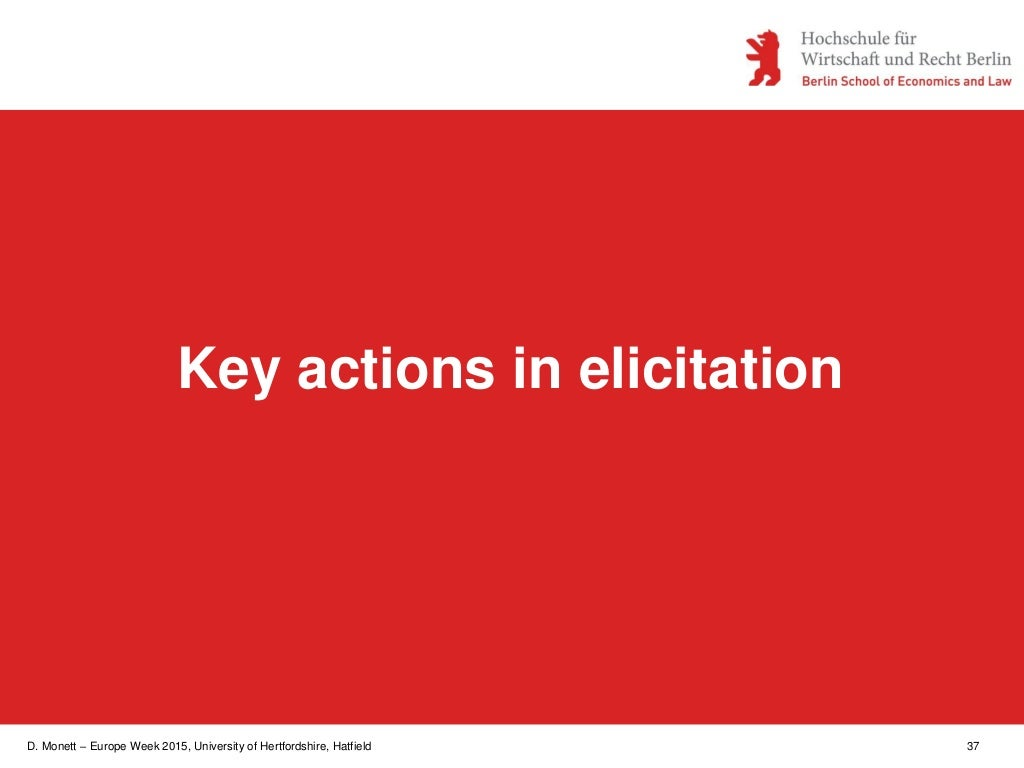 Hochschule für
Wirtschaft und Recht Berlin
Berlin School of Economics and Law
Key actions in elicitation
D. Monett – Europe Week 2015, University of Hertfordshire, Hatfield
37